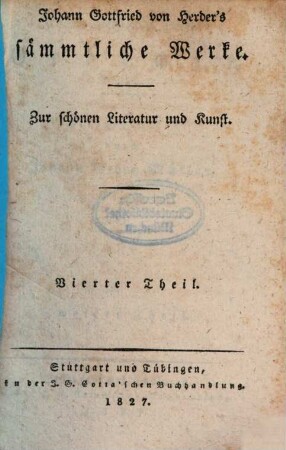 Johann Gottfried von Herder's
sämmtliche Werke.
Zur schönen Literatur und Kunst.
Vierter Theil.
Stuttgart und Tübingen,
in der J. G. Cotta'schen Buchhandlung.
1827.